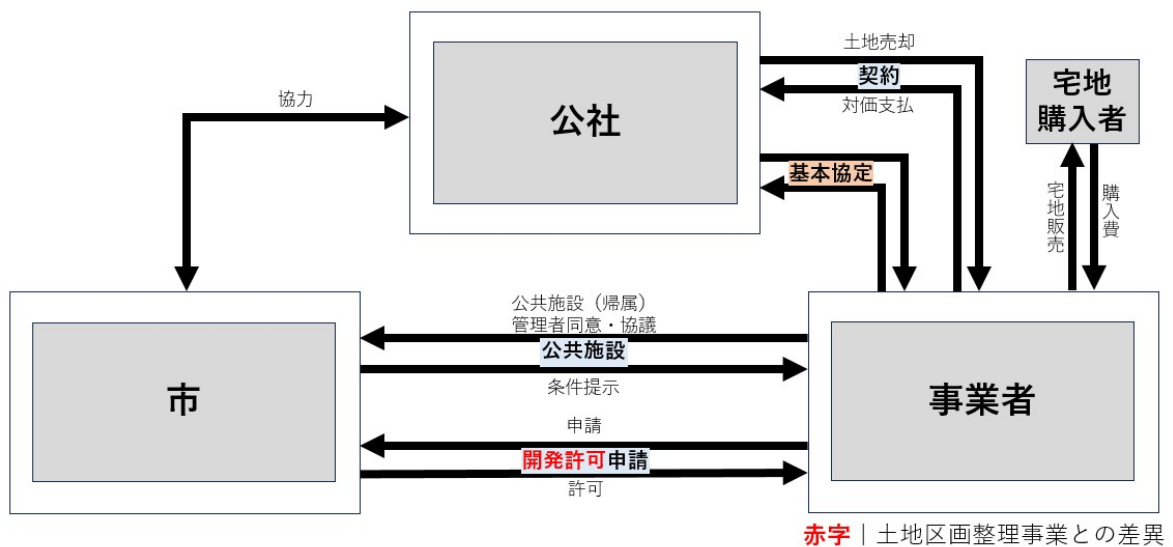 土地売却
契約
対価支払
宅地
購入者
協力
公社
基本協定
宅地販売
購入費
公共施設（帰属）
管理者同意・協議
公共施設
条件提示
市
事業者
申請
開発許可申請
許可
赤字｜土地区画整理事業との差異